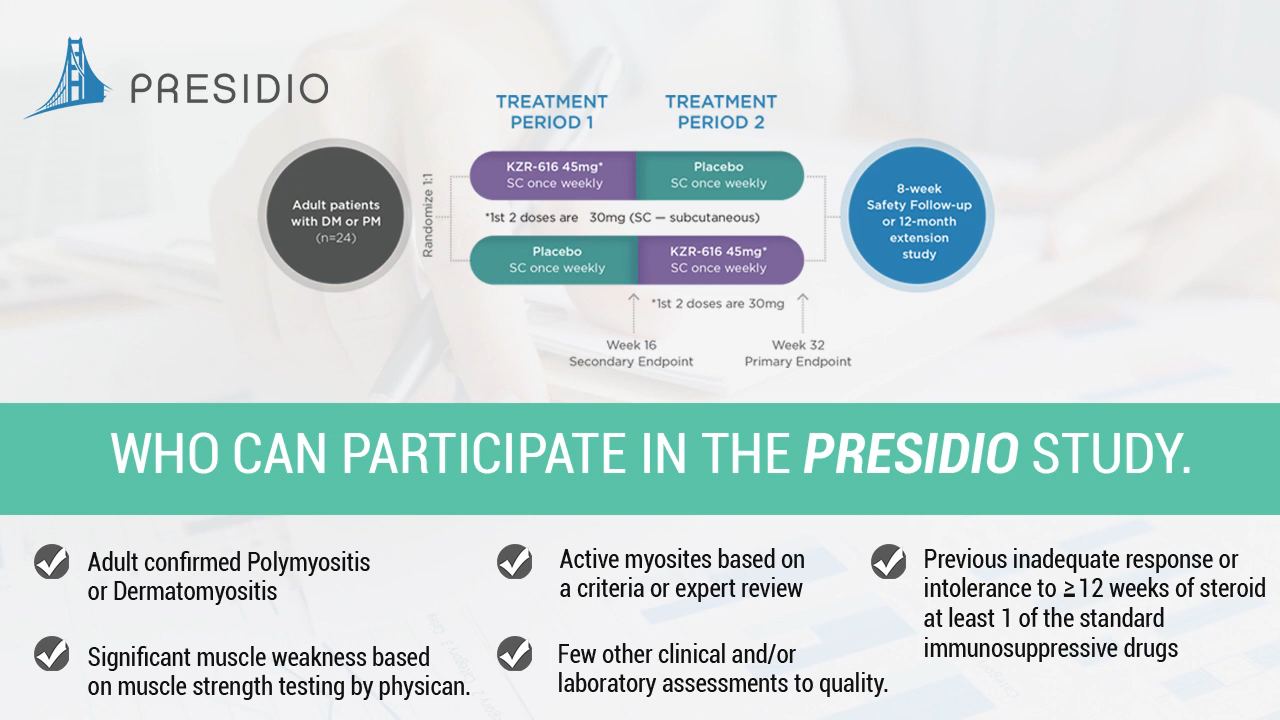 PRESIDIO
TREATMENT
PERIOD 1
TREATMENT
PERIOD 2
Adult patients
with DM or PM
(n=24)
Randomize 1:1
KZR-616 45mg*
SC once weekly
Placebo
SC once weekly
*1st 2 doses are 30mg (SC — subcutaneous)
Placebo
SC once weekly
KZR-616 45mg*
SC once weekly
*1st 2 doses are 30mg
Week 16
Secondary Endpoint
Week 32
Primary Endpoint
8-week
Safety Follow-up
or 12-month
extension
study
WHO CAN PARTICIPATE IN THE PRESIDIO STUDY.
Adult confirmed Polymyositis
or Dermatomyositis
Significant muscle weakness based
on muscle strength testing by physican.
Active myosites based on
a criteria or expert review
Few other clinical and/or
laboratory assessments to quality.
Previous inadequate response or
intolerance to ≥12 weeks of steroid
at least 1 of the standard
immunosuppressive drugs